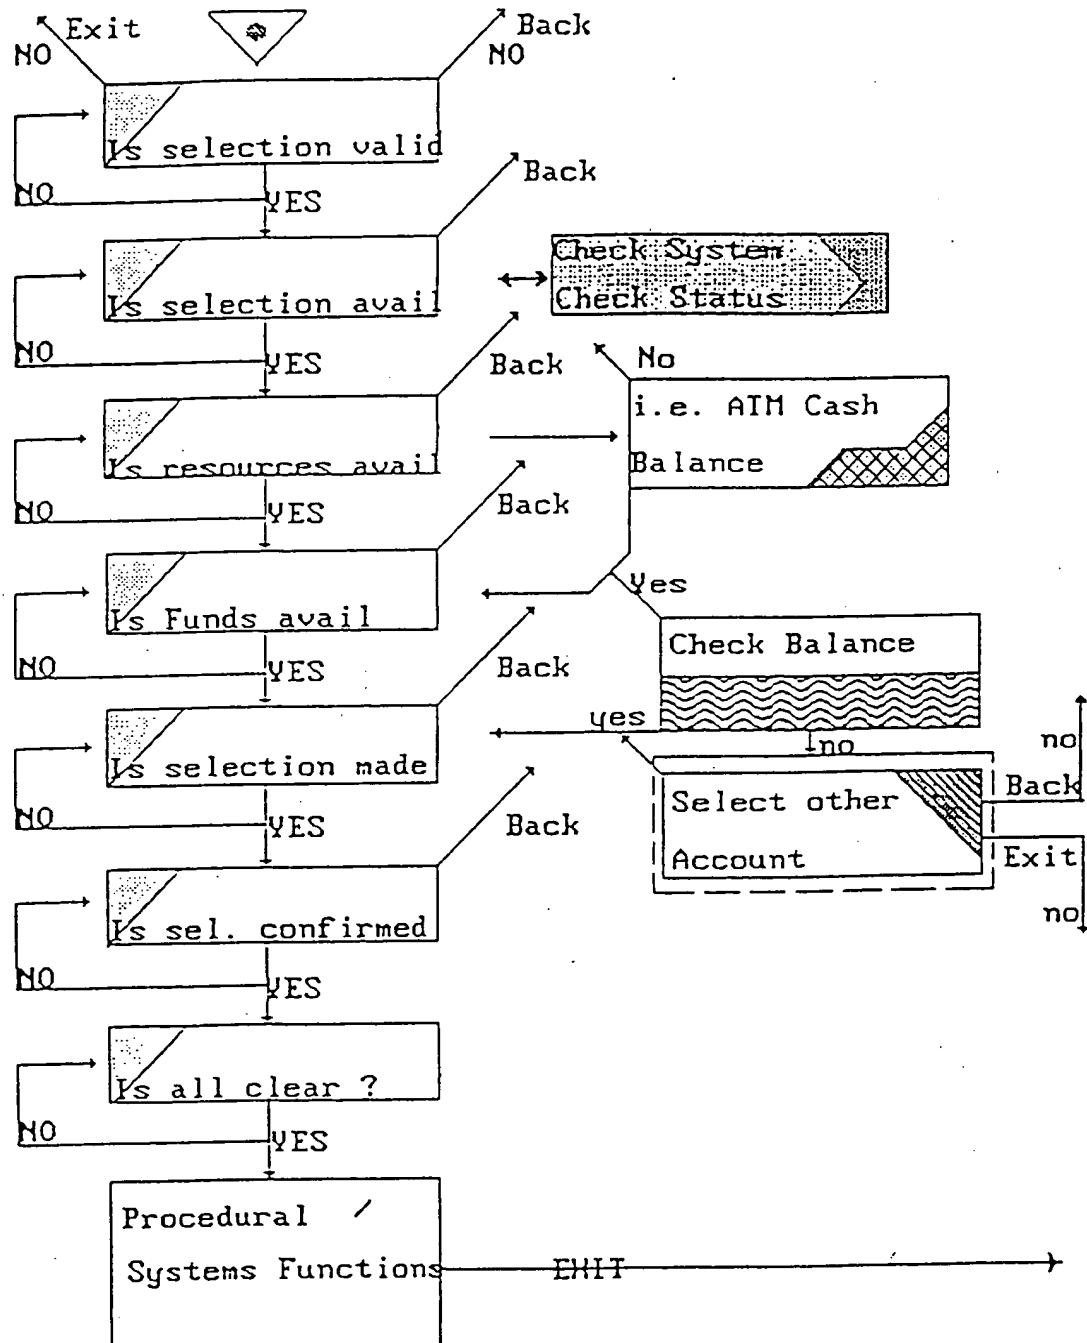 Exit
Back
NO
NO
Is selection valid
Back
NO
YES
Check System
Is selection avail
Check Status
NO
YES
Back
No
i.e. ATM Cash
Is resources avail
Balance
NO
YES
Back
Yes
Is Funds avail
Check Balance
NO
YES
Back
yes
no
no
Is selection made
Select other
Back
NO
YES
Back
Account
Exit
no
Is sel. confirmed
NO
YES
Is all clear ?
NO
YES
Procedural
Systems Functions
EXIT